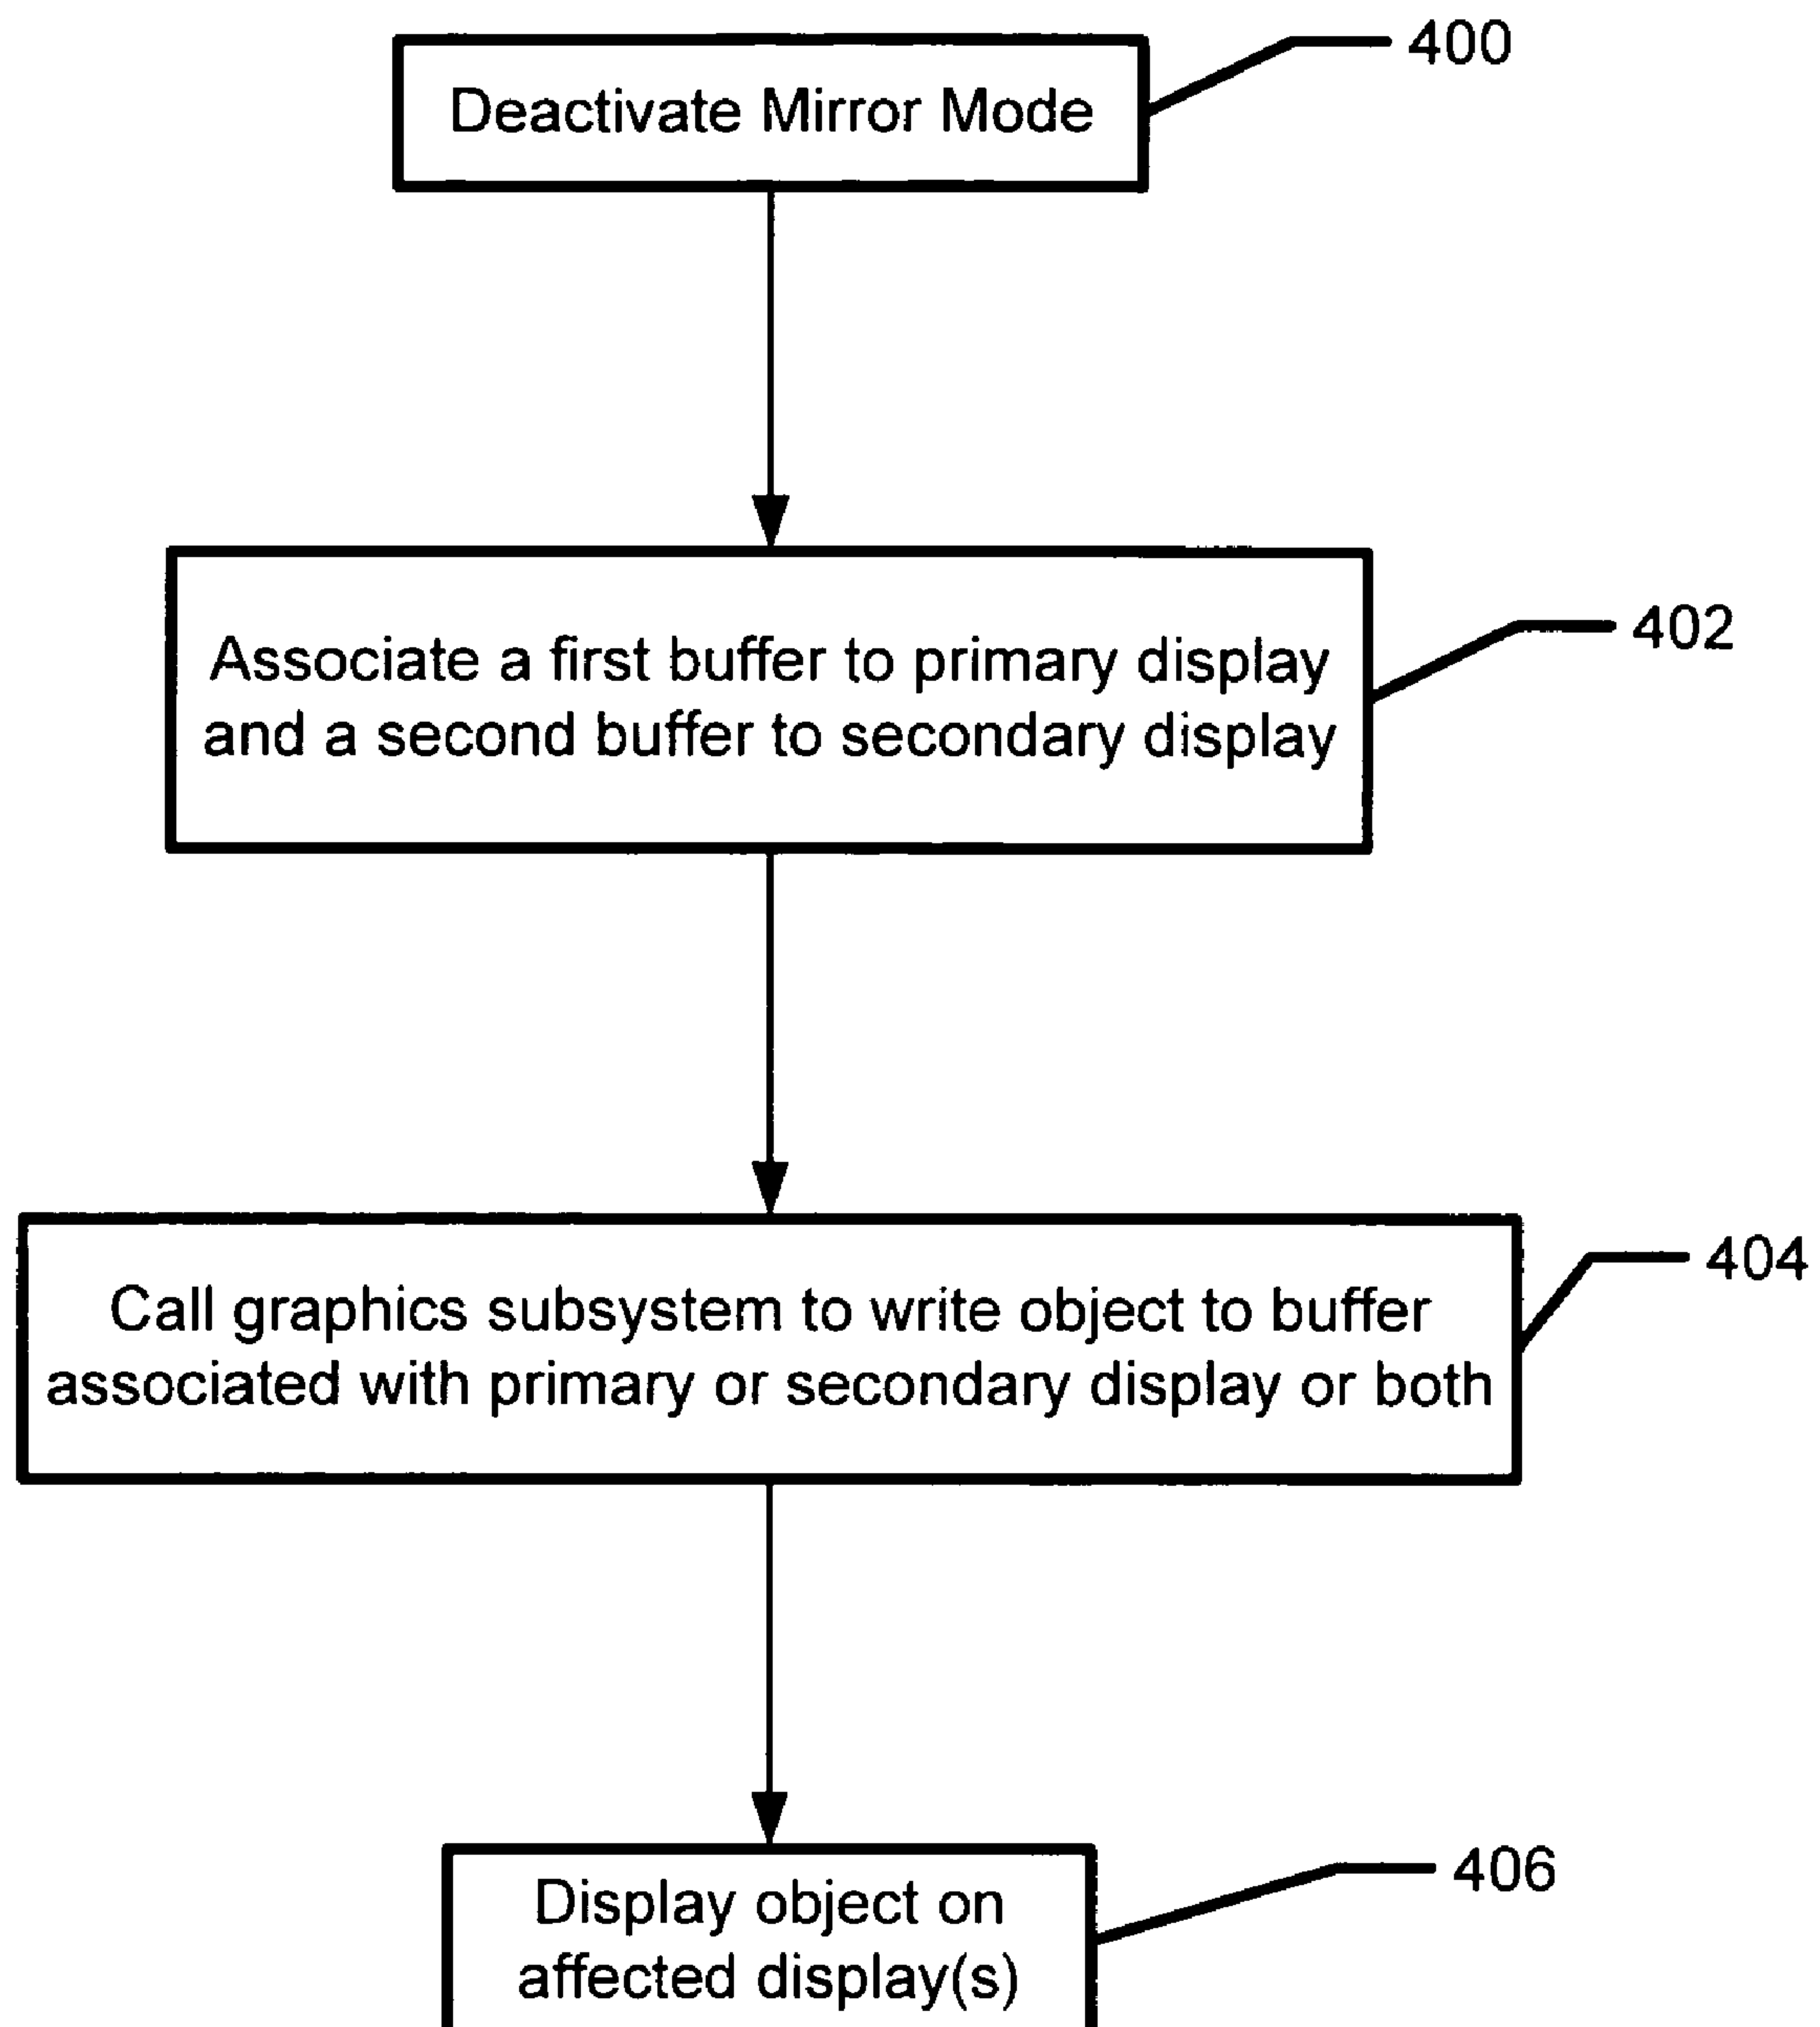 400
Deactivate Mirror Mode
402
Associate a first buffer to primary display
and a second buffer to secondary display
404
Call graphics subsystem to write object to buffer
associated with primary or secondary display or both
406
Display object on
affected display(s)